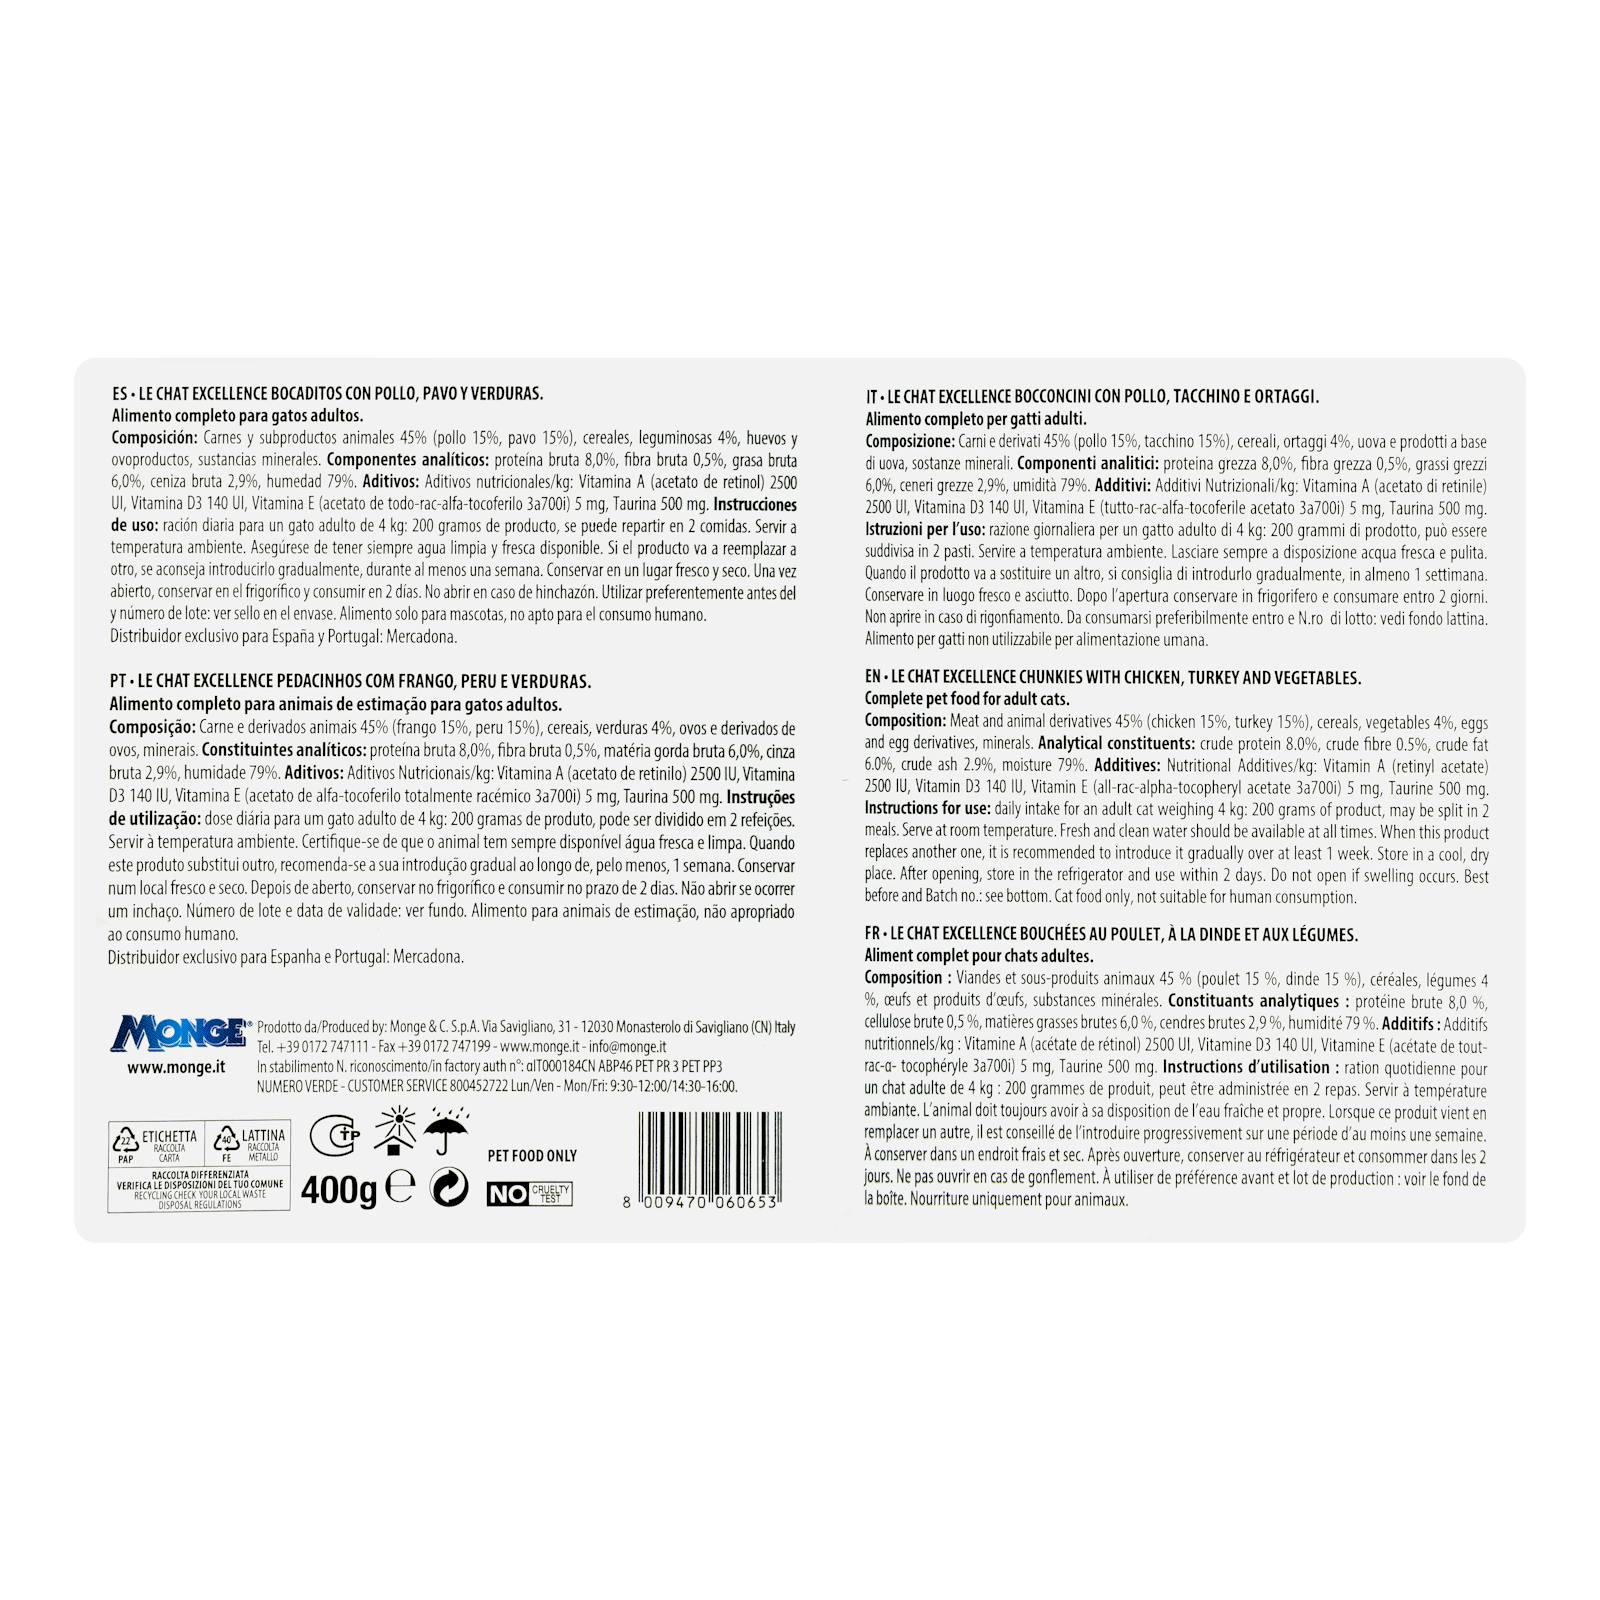 ES • LE CHAT EXCELLENCE BOCADITOS CON POLLO, PAVO Y VERDURAS.
Alimento completo para gatos adultos.
Composición: Carnes y subproductos animales 45% (pollo 15%, pavo 15%), cereales, leguminosas 4%, huevos y
ovoproductos, sustancias minerales. Componentes analíticos: proteína bruta 8,0%, fibra bruta 0,5%, grasa bruta
6,0%, ceniza bruta 2,9%, humedad 79%. Aditivos: Aditivos nutricionales/kg: Vitamina A (acetato de retinol) 2500
UI, Vitamina D3 140 UI, Vitamina E (acetato de todo-rac-alfa-tocoferilo 3a700i) 5 mg, Taurina 500 mg. Instrucciones
de uso: ración diaria para un gato adulto de 4 kg: 200 gramos de producto, se puede repartir en 2 comidas. Servir a
temperatura ambiente. Asegúrese de tener siempre agua limpia y fresca disponible. Si el producto va a reemplazar a
otro, se aconseja introducirlo gradualmente, durante al menos una semana. Conservar en un lugar fresco y seco. Una vez
abierto, conservar en el frigorífico y consumir en 2 días. No abrir en caso de hinchazón. Utilizar preferentemente antes del
y número de lote: ver sello en el envase. Alimento solo para mascotas, no apto para el consumo humano.
Distribuidor exclusivo para España y Portugal: Mercadona.
PT • LE CHAT EXCELLENCE PEDACINHOS COM FRANGO, PERU E VERDURAS.
Alimento completo para animais de estimação para gatos adultos.
Composição: Carne e derivados animais 45% (frango 15%, peru 15%), cereais, verduras 4%, ovos e derivados de
ovos, minerais. Constituintes analíticos: proteína bruta 8,0%, fibra bruta 0,5%, matéria gorda bruta 6,0%, cinza
bruta 2,9%, humidade 79%. Aditivos: Aditivos Nutricionais/kg: Vitamina A (acetato de retinilo) 2500 IU, Vitamina
D3 140 IU, Vitamina E (acetato de alfa-tocoferilo totalmente racémico 3a700i) 5 mg, Taurina 500 mg. Instruções
de utilização: dose diária para um gato adulto de 4 kg: 200 gramas de produto, pode ser dividido em 2 refeições.
Servir à temperatura ambiente. Certifique-se de que o animal tem sempre disponível água fresca e limpa. Quando
este produto substitui outro, recomenda-se a sua introdução gradual ao longo de, pelo menos, 1 semana. Conservar
num local fresco e seco. Depois de aberto, conservar no frigorífico e consumir no prazo de 2 dias. Não abrir se ocorrer
um inchaço. Número de lote e data de validade: ver fundo. Alimento para animais de estimação, não apropriado
ao consumo humano.
Distribuidor exclusivo para Espanha e Portugal: Mercadona.
MONGE®
www.monge.it
Prodotto da/Produced by: Monge & C. S.p.A. Via Savigliano, 31 - 12030 Monasterolo di Savigliano (CN) Italy
Tel. +39 0172 747111 - Fax +39 0172 747199 - www.monge.it - info@monge.it
In stabilimento N. riconoscimento/in factory auth n°: αIT000184CN ABP46 PET PR 3 PET PP3
NUMERO VERDE - CUSTOMER SERVICE 800452722 Lun/Ven - Mon/Fri: 9:30-12:00/14:30-16:00.
22 PAP ETICHETTA RACCOLTA CARTA
40 FE LATTINA RACCOLTA METALLO
RACCOLTA DIFFERENZIATA
VERIFICA LE DISPOSIZIONI DEL TUO COMUNE
RECYCLING CHECK YOUR LOCAL WASTE
DISPOSAL REGULATIONS
400g e
PET FOOD ONLY
NO CRUELTY TEST
8 009470 060653
IT • LE CHAT EXCELLENCE BOCCONCINI CON POLLO, TACCHINO E ORTAGGI.
Alimento completo per gatti adulti.
Composizione: Carni e derivati 45% (pollo 15%, tacchino 15%), cereali, ortaggi 4%, uova e prodotti a base
di uova, sostanze minerali. Componenti analitici: proteina grezza 8,0%, fibra grezza 0,5%, grassi grezzi
6,0%, ceneri grezze 2,9%, umidità 79%. Additivi: Additivi Nutrizionali/kg: Vitamina A (acetato di retinile)
2500 UI, Vitamina D3 140 UI, Vitamina E (tutto-rac-alfa-tocoferile acetato 3a700i) 5 mg, Taurina 500 mg.
Istruzioni per l'uso: razione giornaliera per un gatto adulto di 4 kg: 200 grammi di prodotto, può essere
suddivisa in 2 pasti. Servire a temperatura ambiente. Lasciare sempre a disposizione acqua fresca e pulita.
Quando il prodotto va a sostituire un altro, si consiglia di introdurlo gradualmente, in almeno 1 settimana.
Conservare in luogo fresco e asciutto. Dopo l'apertura conservare in frigorifero e consumare entro 2 giorni.
Non aprire in caso di rigonfiamento. Da consumarsi preferibilmente entro e N.ro di lotto: vedi fondo lattina.
Alimento per gatti non utilizzabile per alimentazione umana.
EN • LE CHAT EXCELLENCE CHUNKIES WITH CHICKEN, TURKEY AND VEGETABLES.
Complete pet food for adult cats.
Composition: Meat and animal derivatives 45% (chicken 15%, turkey 15%), cereals, vegetables 4%, eggs
and egg derivatives, minerals. Analytical constituents: crude protein 8.0%, crude fibre 0.5%, crude fat
6.0%, crude ash 2.9%, moisture 79%. Additives: Nutritional Additives/kg: Vitamin A (retinyl acetate)
2500 IU, Vitamin D3 140 IU, Vitamin E (all-rac-alpha-tocopheryl acetate 3a700i) 5 mg, Taurine 500 mg.
Instructions for use: daily intake for an adult cat weighing 4 kg: 200 grams of product, may be split in 2
meals. Serve at room temperature. Fresh and clean water should be available at all times. When this product
replaces another one, it is recommended to introduce it gradually over at least 1 week. Store in a cool, dry
place. After opening, store in the refrigerator and use within 2 days. Do not open if swelling occurs. Best
before and Batch no.: see bottom. Cat food only, not suitable for human consumption.
FR • LE CHAT EXCELLENCE BOUCHÉES AU POULET, À LA DINDE ET AUX LÉGUMES.
Aliment complet pour chats adultes.
Composition : Viandes et sous-produits animaux 45 % (poulet 15 %, dinde 15 %), céréales, légumes 4
%, œufs et produits d'œufs, substances minérales. Constituants analytiques : protéine brute 8,0 %,
cellulose brute 0,5 %, matières grasses brutes 6,0 %, cendres brutes 2,9 %, humidité 79 %. Additifs : Additifs
nutritionnels/kg : Vitamine A (acétate de rétinol) 2500 UI, Vitamine D3 140 UI, Vitamine E (acétate de tout-
rac-α- tocophéryle 3a700i) 5 mg, Taurine 500 mg. Instructions d'utilisation : ration quotidienne pour
un chat adulte de 4 kg : 200 grammes de produit, peut être administrée en 2 repas. Servir à température
ambiante. L'animal doit toujours avoir à sa disposition de l'eau fraîche et propre. Lorsque ce produit vient en
remplacer un autre, il est conseillé de l'introduire progressivement sur une période d'au moins une semaine.
À conserver dans un endroit frais et sec. Après ouverture, conserver au réfrigérateur et consommer dans les 2
jours. Ne pas ouvrir en cas de gonflement. À utiliser de préférence avant et lot de production : voir le fond de
la boîte. Nourriture uniquement pour animaux.